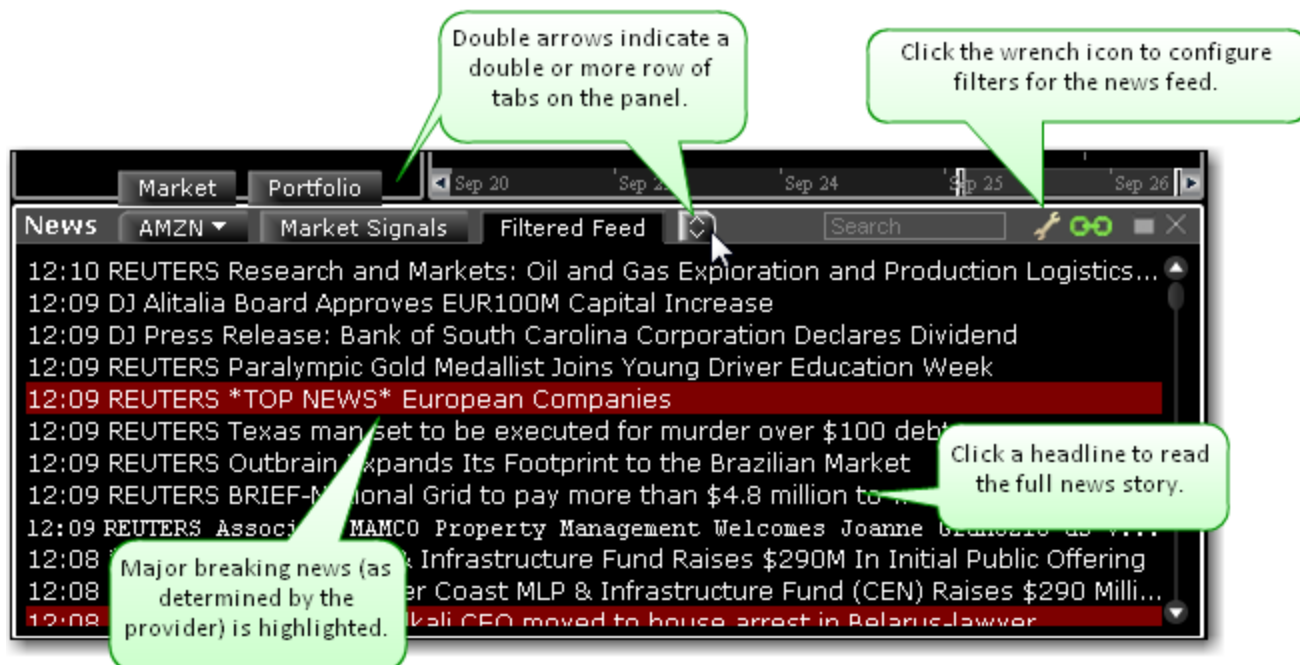 Double arrows indicate a
double or more row of
tabs on the panel.
Click the wrench icon to configure
filters for the news feed.
Market Portfolio Sep 20 Sep 24 Sep 25 Sep 26
News AMZN Market Signals Filtered Feed Search
12:10 REUTERS Research and Markets: Oil and Gas Exploration and Production Logistics...
12:09 DJ Alitalia Board Approves EUR100M Capital Increase
12:09 DJ Press Release: Bank of South Carolina Corporation Declares Dividend
12:09 REUTERS Paralympic Gold Medallist Joins Young Driver Education Week
12:09 REUTERS *TOP NEWS* European Companies
12:09 REUTERS Texas man set to be executed for murder over $100 debt
12:09 REUTERS Outbrain Expands Its Footprint to the Brazilian Market
12:09 REUTERS BRIEF-National Grid to pay more than $4.8 million to
Click a headline to read
the full news story.
12:09 REUTERS MAMCO Property Management Welcomes Joanne
12:08 & Infrastructure Fund Raises $290M In Initial Public Offering
12:08 Coast MLP & Infrastructure Fund (CEN) Raises $290 Milli...
12:08 CEO moved to house arrest in Belarus-lawyer
Major breaking news (as
determined by the
provider) is highlighted.